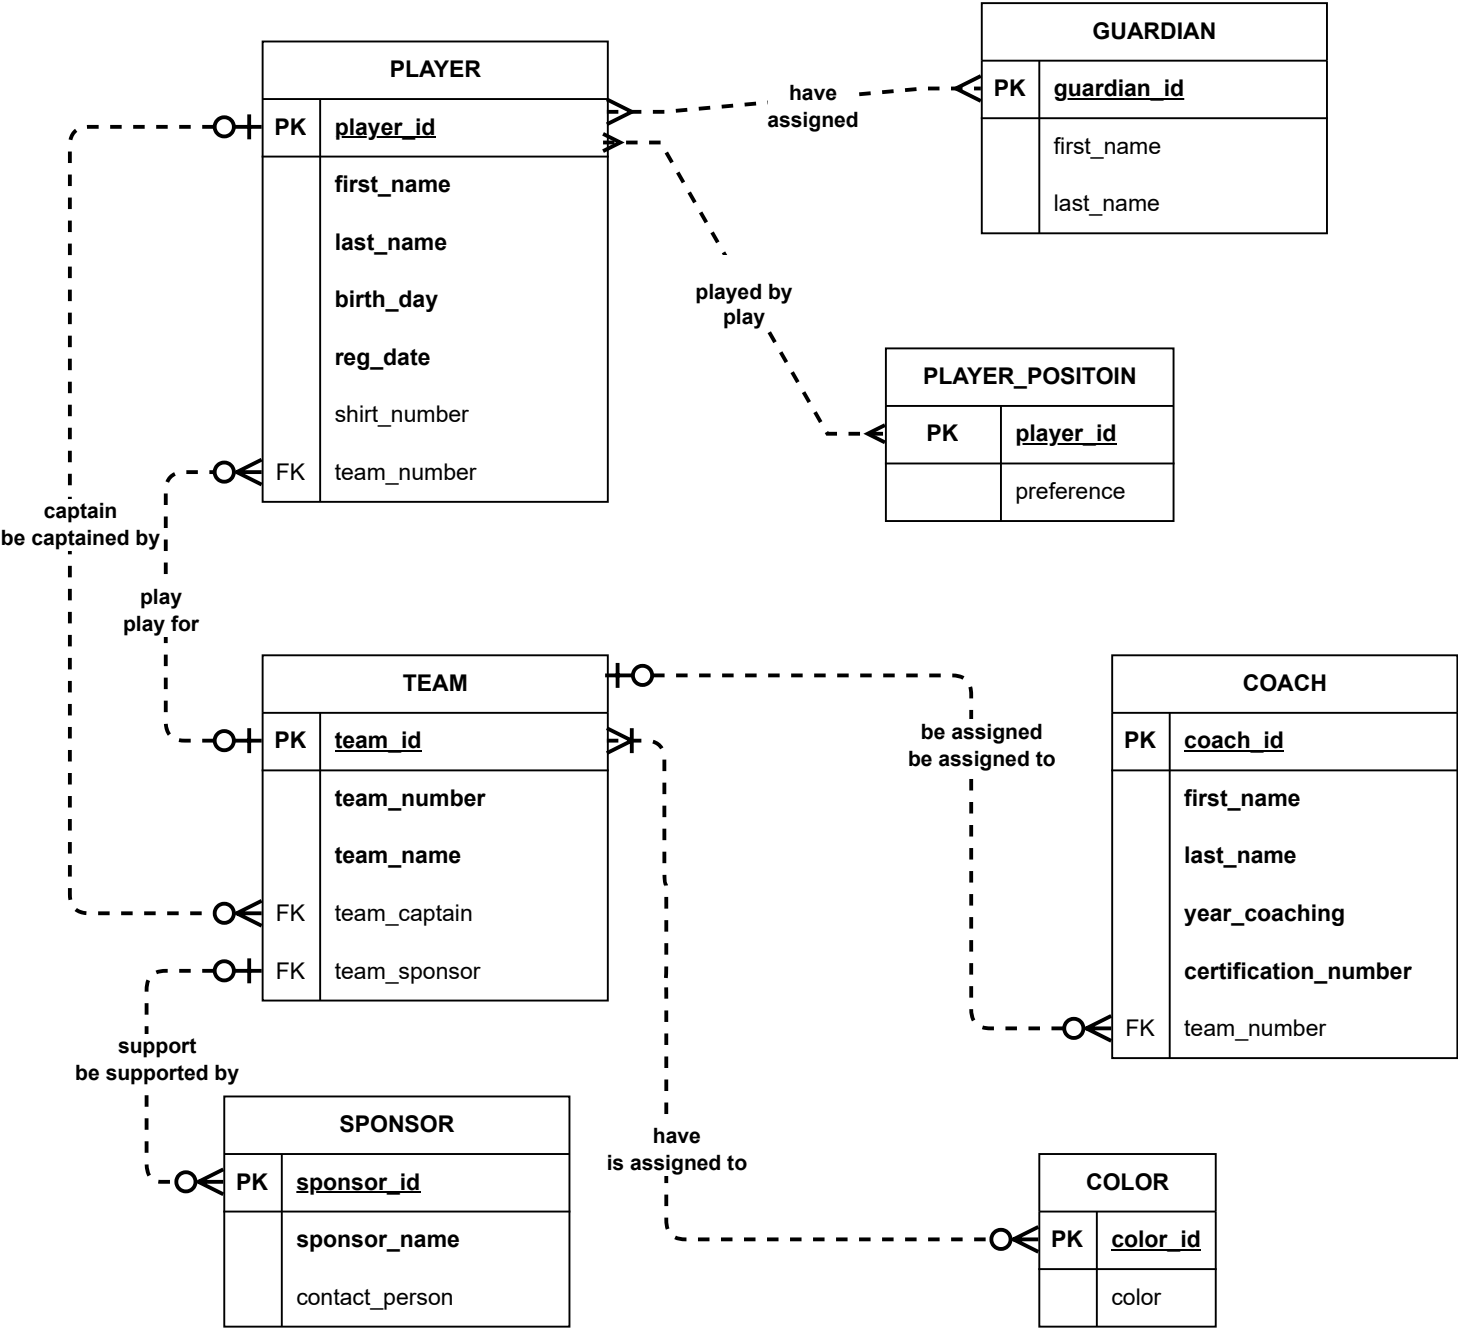 GUARDIAN
PK guardian_id
first_name
last_name
PLAYER
PK player_id
first_name
last_name
birth_day
reg_date
shirt_number
FK team_number
have
assigned
played by
play
PLAYER_POSITOIN
PK player_id
preference
captain
be captained by
play
play for
TEAM
PK team_id
team_number
team_name
FK team_captain
FK team_sponsor
be assigned
be assigned to
COACH
PK coach_id
first_name
last_name
year_coaching
certification_number
FK team_number
support
be supported by
SPONSOR
PK sponsor_id
sponsor_name
contact_person
have
is assigned to
COLOR
PK color_id
color